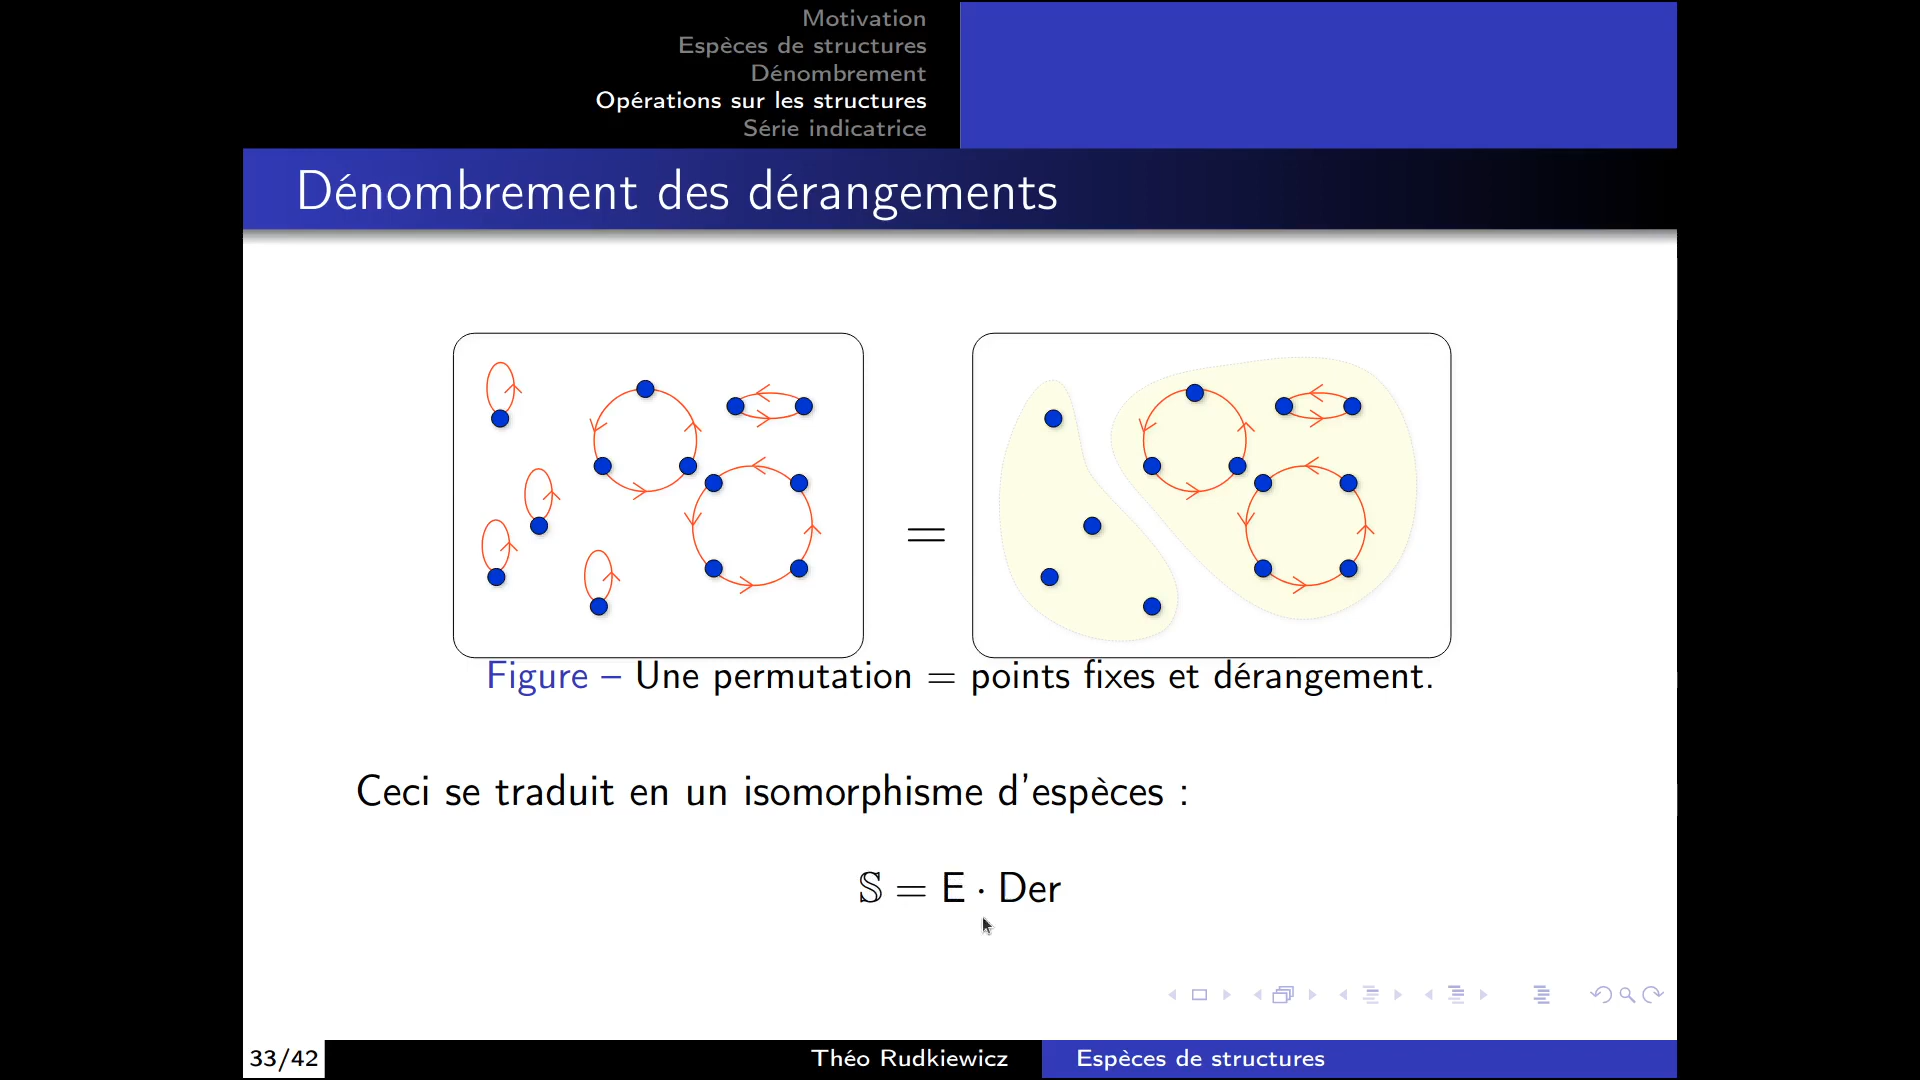 Motivation
Espèces de structures
Dénombrement
Opérations sur les structures
Série indicatrice
Dénombrement des dérangements
=
Figure – Une permutation = points fixes et dérangement.
Ceci se traduit en un isomorphisme d'espèces :
𝕊 = E · Der
33/42 Théo Rudkiewicz Espèces de structures